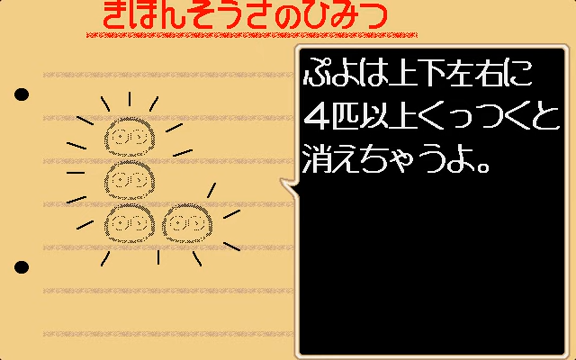 きほんそうさのひみつ
ぷよは上下左右に
4匹以上くっつくと
消えちゃうよ。